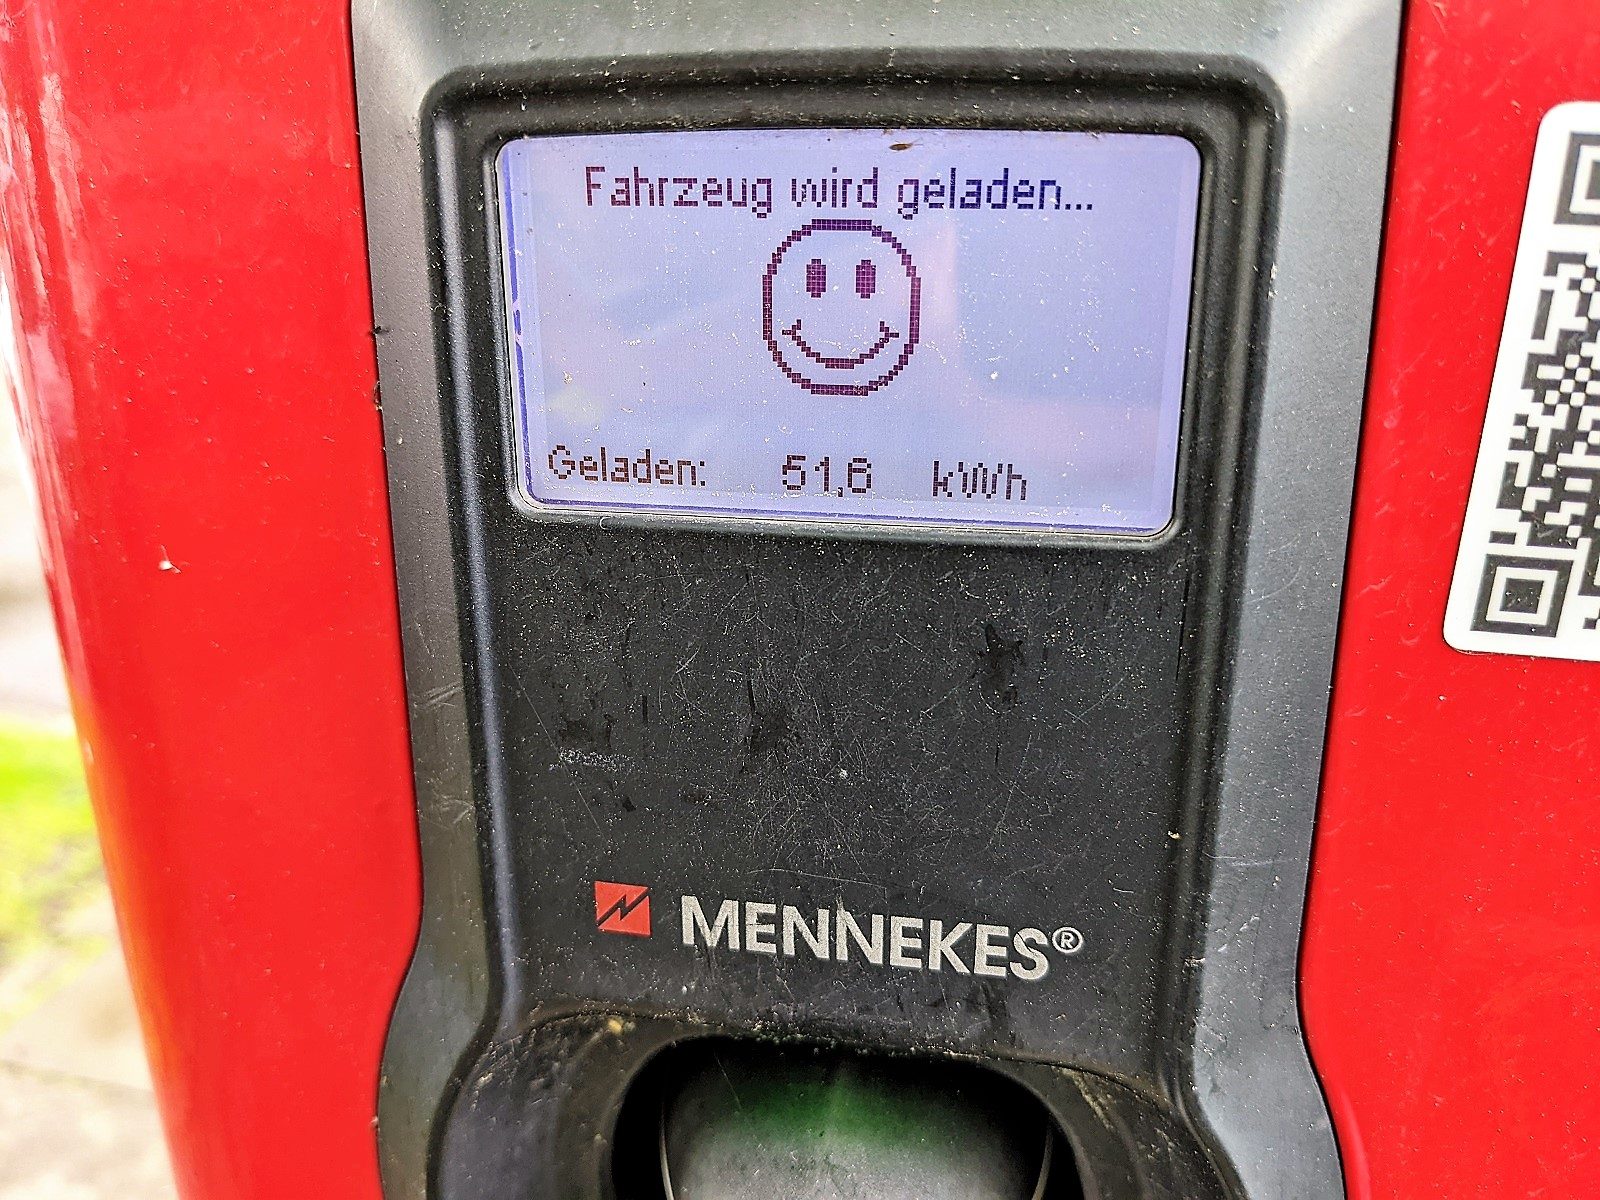 Fahrzeug wird geladen...
Geladen: 51,6 kWh
MENNEKES®